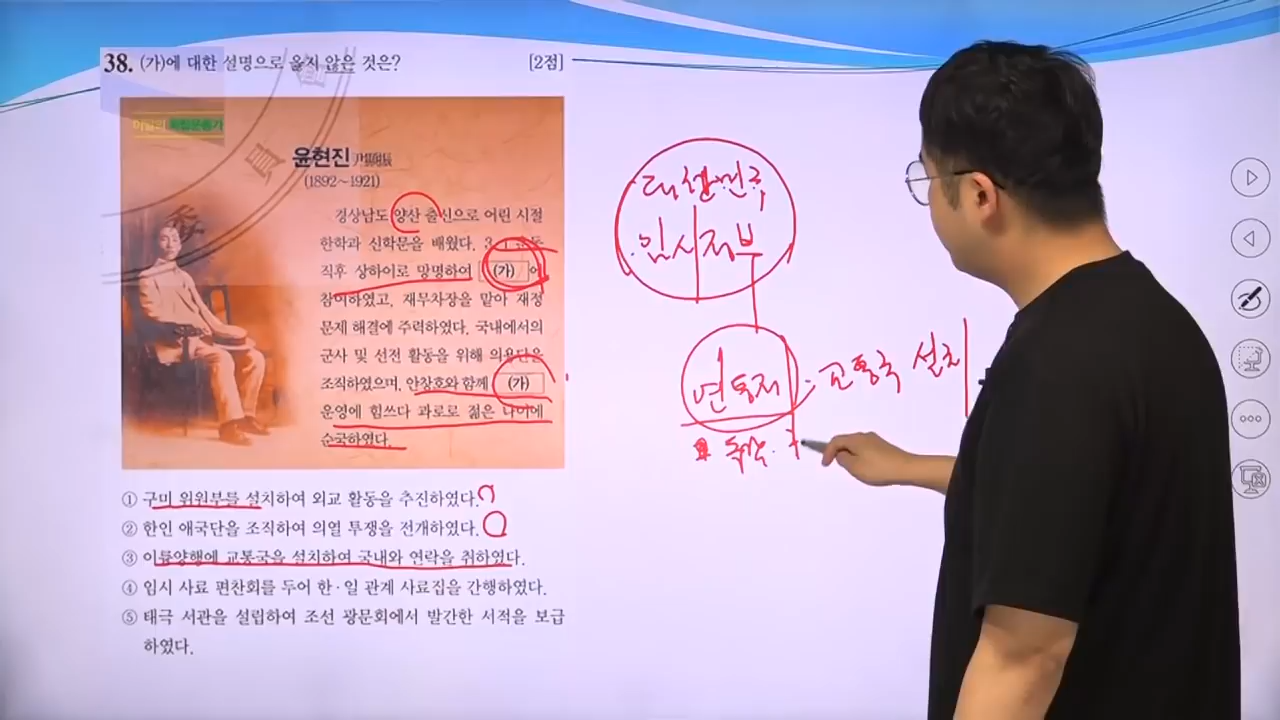 38. (가)에 대한 설명으로 옳지 않은 것은? [2점]
이달의 독립운동가
윤현진 尹顯振
(1892~1921)
경상남도 양산 출신으로 어린 시절
한학과 신학문을 배웠다. 3·1 운동
직후 상하이로 망명하여 (가) 에
참여하였고, 재무차장을 맡아 재정
문제 해결에 주력하였다. 국내에서의
군사 및 선전 활동을 위해 의용단을
조직하였으며, 안창호와 함께 (가)
운영에 힘쓰다 과로로 젊은 나이에
순국하였다.
① 구미 위원부를 설치하여 외교 활동을 추진하였다.
② 한인 애국단을 조직하여 의열 투쟁을 전개하였다.
③ 이륭양행에 교통국을 설치하여 국내와 연락을 취하였다.
④ 임시 사료 편찬회를 두어 한·일 관계 사료집을 간행하였다.
⑤ 태극 서관을 설립하여 조선 광문회에서 발간한 서적을 보급
하였다.
대한민국
임시정부
연통제, 교통국 설치